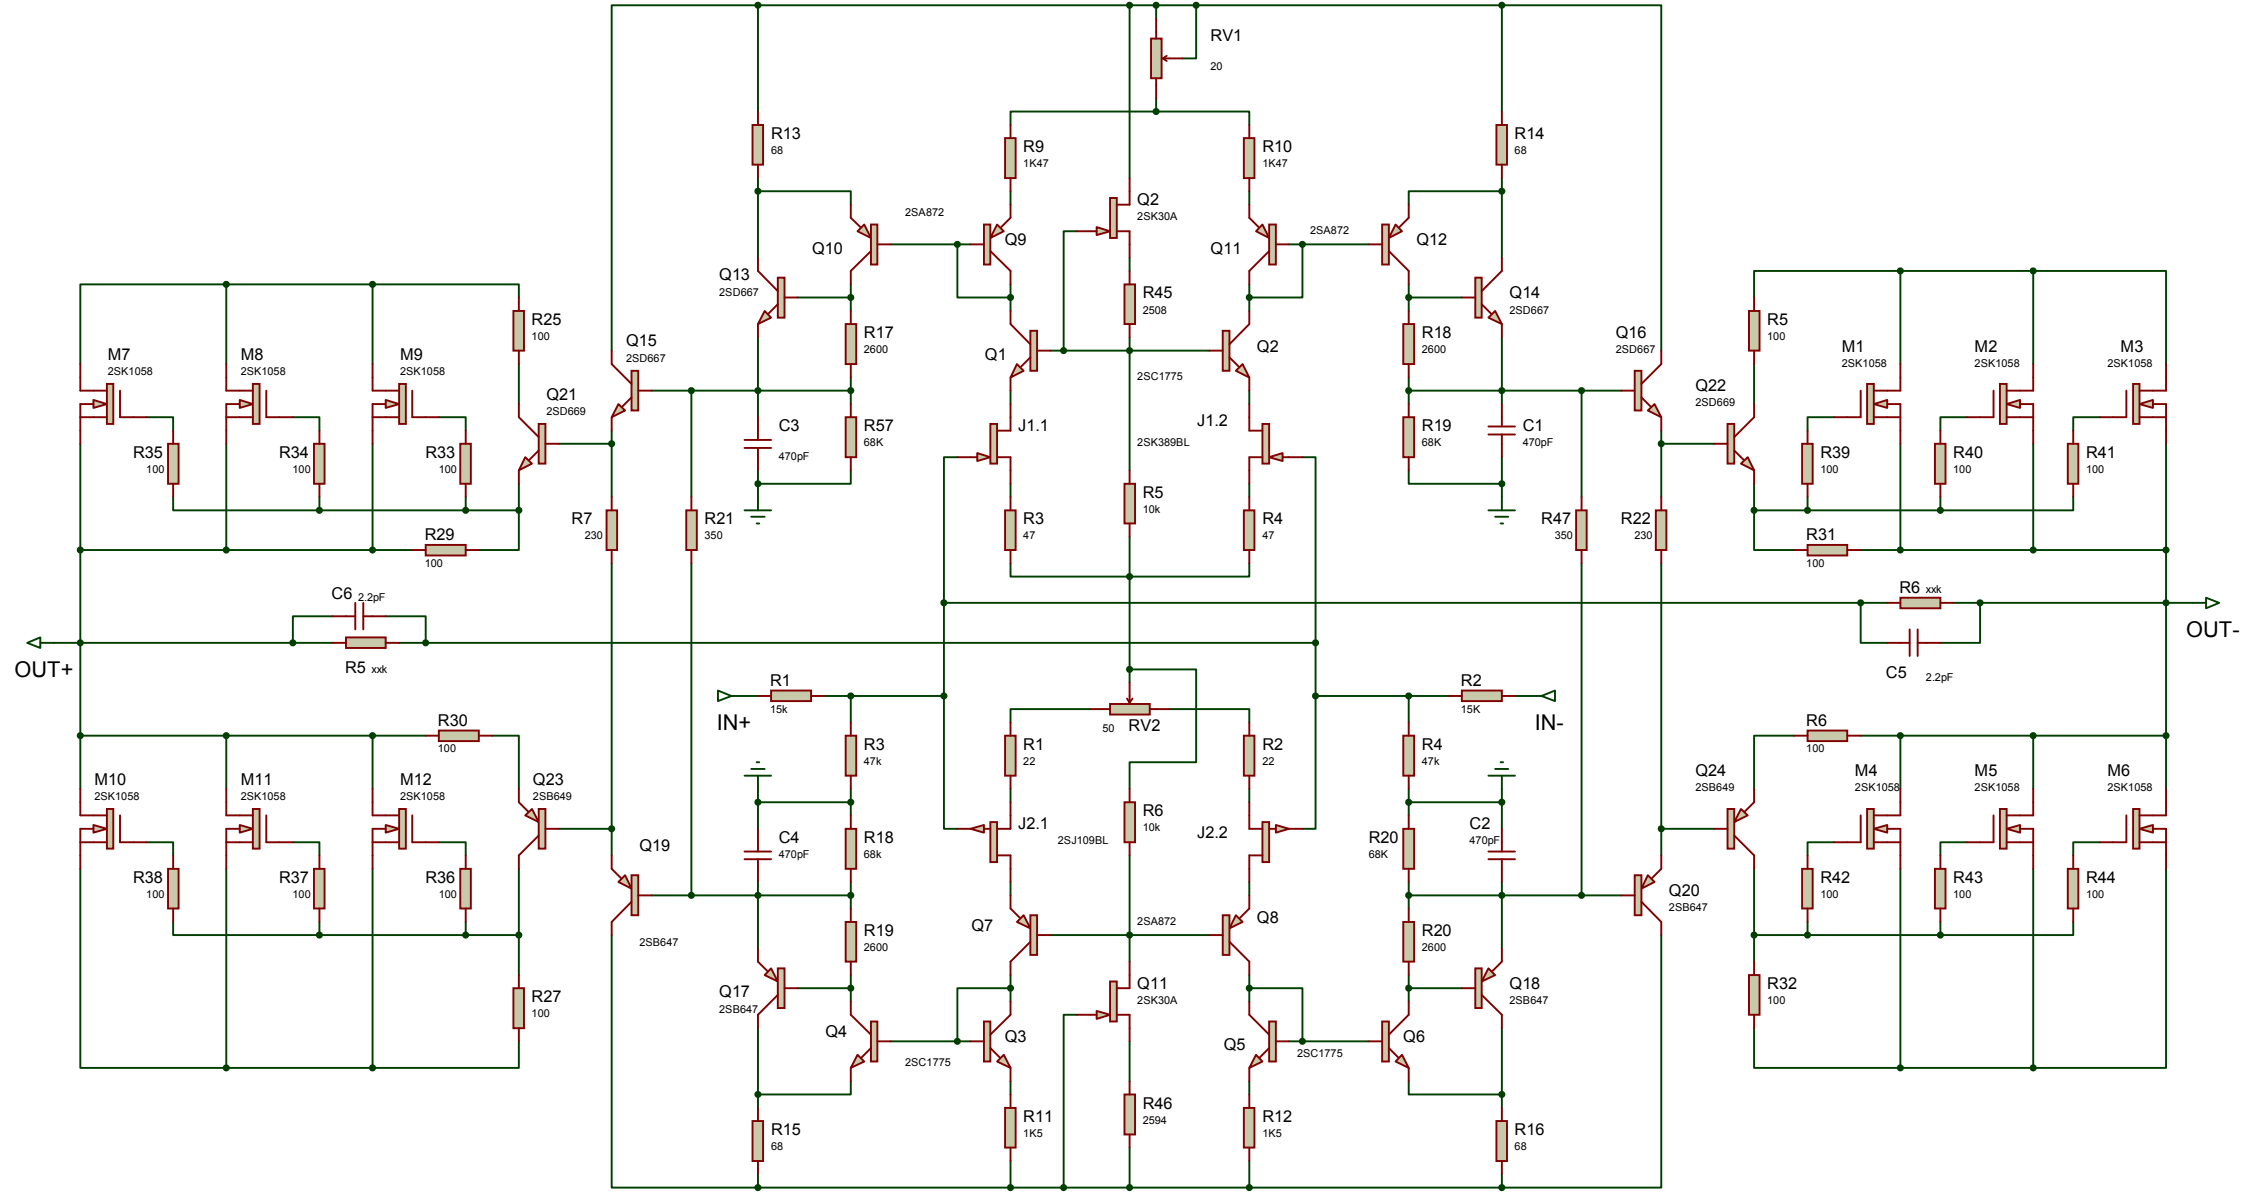 RV1
20
R13
68
R9
1K47
R10
1K47
R14
68
2SA872
Q2
2SK30A
Q10
Q9
Q11
2SA872
Q12
Q13
2SD667
R45
2508
Q14
2SD667
R25
100
R17
2600
Q1
Q2
R18
2600
R5
100
Q15
2SD667
Q16
2SD667
M7
2SK1058
M8
2SK1058
M9
2SK1058
M1
2SK1058
M2
2SK1058
M3
2SK1058
2SC1775
Q21
2SD669
Q22
2SD669
C3
470pF
R57
68K
J1.1
2SK389BL
J1.2
R19
68K
C1
470pF
R35
100
R34
100
R33
100
R39
100
R40
100
R41
100
R7
230
R21
350
R3
47
R5
10k
R4
47
R47
350
R22
230
R29
100
R31
100
C6 2.2pF
R6 xxk
OUT+
R5 xxk
OUT-
C5 2.2pF
R1
15k
IN+
R2
15K
IN-
50 RV2
R30
100
R6
100
R3
47k
R1
22
R2
22
R4
47k
M10
2SK1058
M11
2SK1058
M12
2SK1058
Q23
2SB649
Q24
2SB649
M4
2SK1058
M5
2SK1058
M6
2SK1058
Q19
2SB647
C4
470pF
R18
68k
J2.1
2SJ109BL
R6
10k
J2.2
R20
68K
C2
470pF
R38
100
R37
100
R36
100
Q20
2SB647
R42
100
R43
100
R44
100
R19
2600
Q7
2SA872
Q8
R20
2600
R27
100
Q17
2SB647
Q11
2SK30A
Q18
2SB647
R32
100
Q4
2SC1775
Q3
Q5
2SC1775
Q6
R15
68
R11
1K5
R46
2594
R12
1K5
R16
68